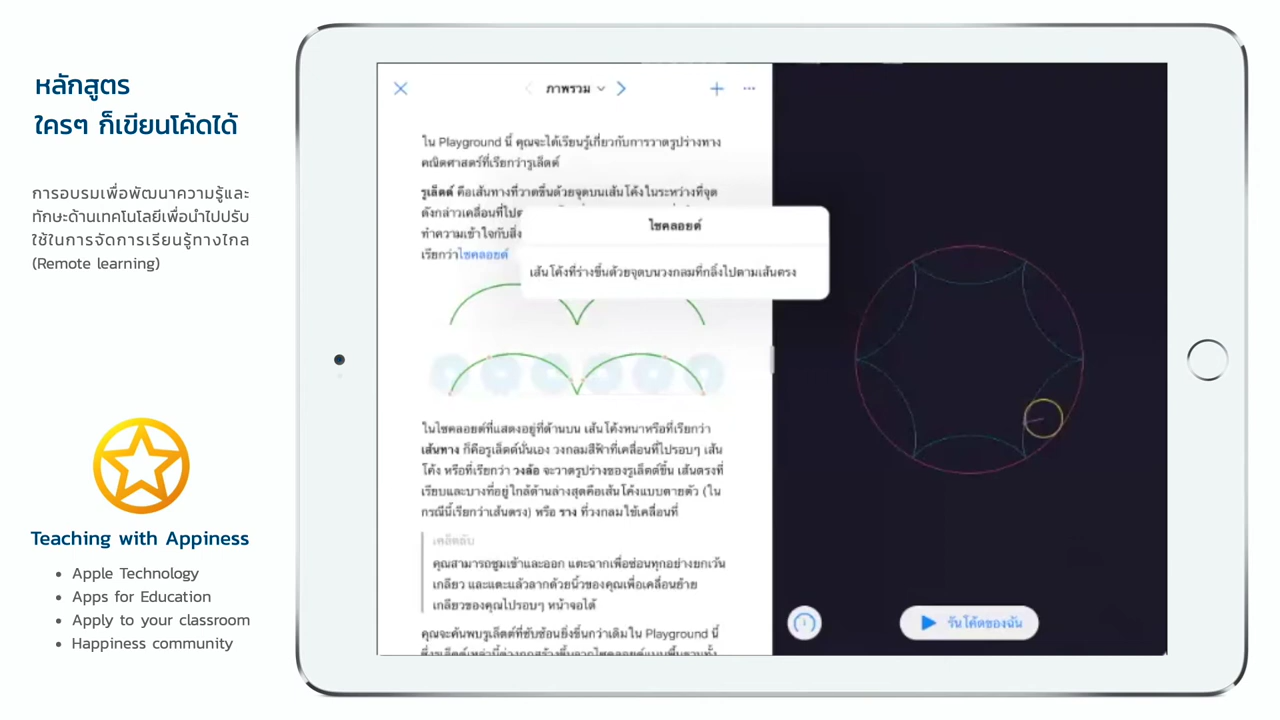 หลักสูตร
ใครๆ ก็เขียนโค้ดได้
การอบรมเพื่อพัฒนาความรู้และ
ทักษะด้านเทคโนโลยีเพื่อนำไปปรับ
ใช้ในการจัดการเรียนรู้ทางไกล
(Remote learning)
Teaching with Appiness
• Apple Technology
• Apps for Education
• Apply to your classroom
• Happiness community
ภาพรวม
ใน Playground นี้ คุณจะได้เรียนรู้เกี่ยวกับการวาดรูปร่างทาง
คณิตศาสตร์ที่เรียกว่ารูเล็ตต์
รูเล็ตต์ คือเส้นทางที่วาดขึ้นด้วยจุดบนเส้นโค้งในระหว่างที่จุด
ดังกล่าวเคลื่อนที่ไป
ทำความเข้าใจกับสิ่ง
เรียกว่าไซคลอยด์
ไซคลอยด์
เส้นโค้งที่ร่างขึ้นด้วยจุดบนวงกลมที่กลิ้งไปตามเส้นตรง
ในไซคลอยด์ที่แสดงอยู่ที่ด้านบน เส้นโค้งหนาหรือที่เรียกว่า
เส้นทาง ก็คือรูเล็ตต์นั่นเอง วงกลมสีฟ้าที่เคลื่อนที่ไปรอบๆ เส้น
โค้ง หรือที่เรียกว่า วงล้อ จะวาดรูปร่างของรูเล็ตต์ขึ้น เส้นตรงที่
เรียบและบางที่อยู่ใกล้ด้านล่างสุดคือเส้นโค้งแบบตายตัว (ใน
กรณีนี้เรียกว่าเส้นตรง) หรือ ราง ที่วงกลมใช้เคลื่อนที่
เคล็ดลับ
คุณสามารถซูมเข้าและออก แตะฉากเพื่อซ่อนทุกอย่างยกเว้น
เกลียว และแตะแล้วลากด้วยนิ้วของคุณเพื่อเคลื่อนย้าย
เกลียวของคุณไปรอบๆ หน้าจอได้
คุณจะค้นพบรูเล็ตต์ที่ซับซ้อนยิ่งขึ้นกว่าเดิมใน Playground นี้
รันโค้ดของฉัน